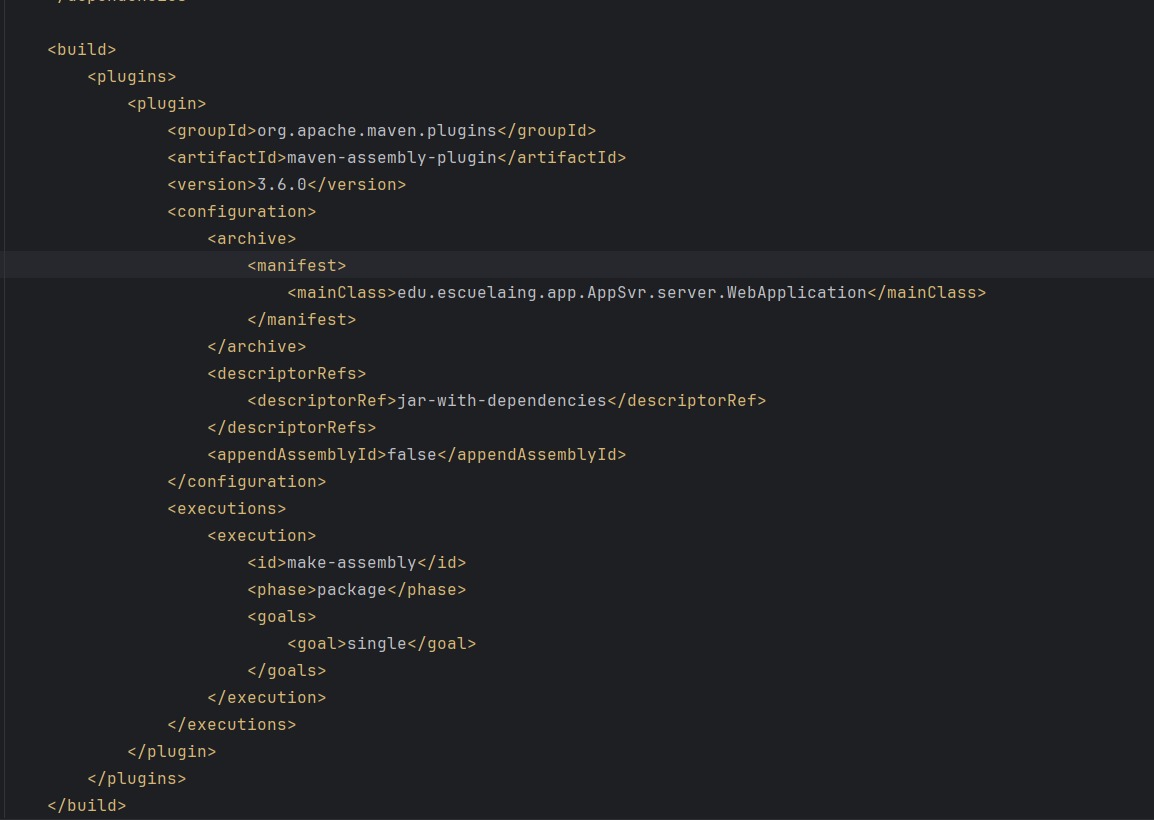 <build>
<plugins>
<plugin>
<groupId>org.apache.maven.plugins</groupId>
<artifactId>maven-assembly-plugin</artifactId>
<version>3.6.0</version>
<configuration>
<archive>
<manifest>
<mainClass>edu.escuelaing.app.AppSvr.server.WebApplication</mainClass>
</manifest>
</archive>
<descriptorRefs>
<descriptorRef>jar-with-dependencies</descriptorRef>
</descriptorRefs>
<appendAssemblyId>false</appendAssemblyId>
</configuration>
<executions>
<execution>
<id>make-assembly</id>
<phase>package</phase>
<goals>
<goal>single</goal>
</goals>
</execution>
</executions>
</plugin>
</plugins>
</build>